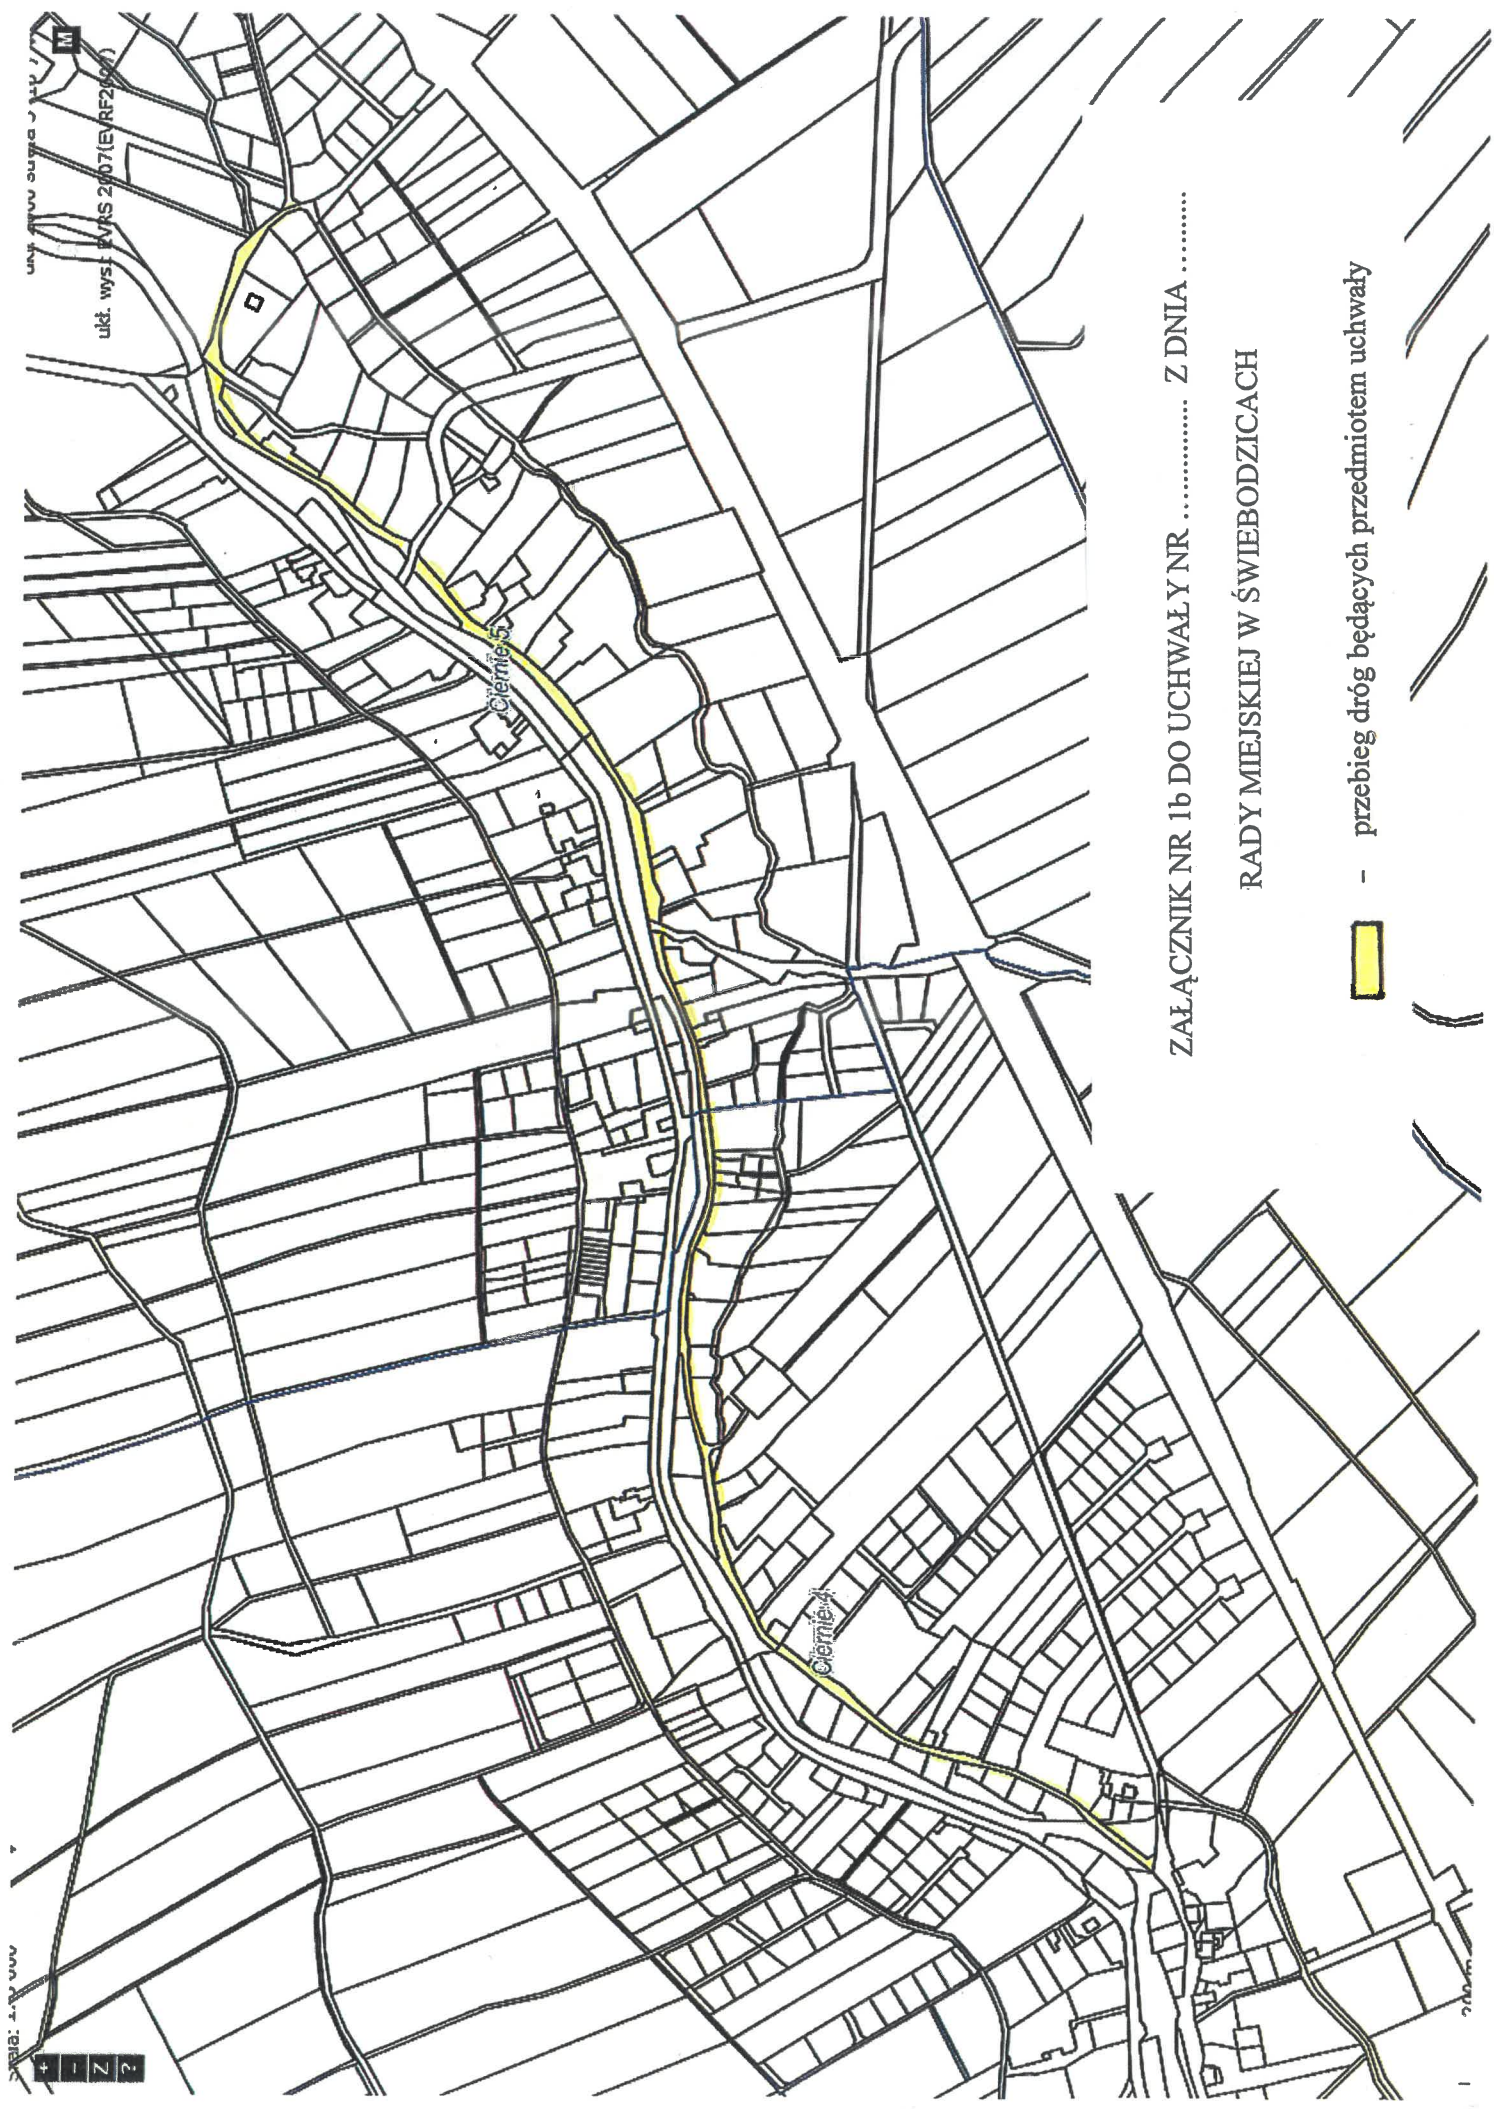 ukł. wys.: EVRS 2007(EVRF2007)
M
+
−
Z
?
Ciernie 5
Ciernie 4
ZAŁĄCZNIK NR 1b DO UCHWAŁY NR ................. Z DNIA ...........
RADY MIEJSKIEJ W ŚWIEBODZICACH
– przebieg dróg będących przedmiotem uchwały